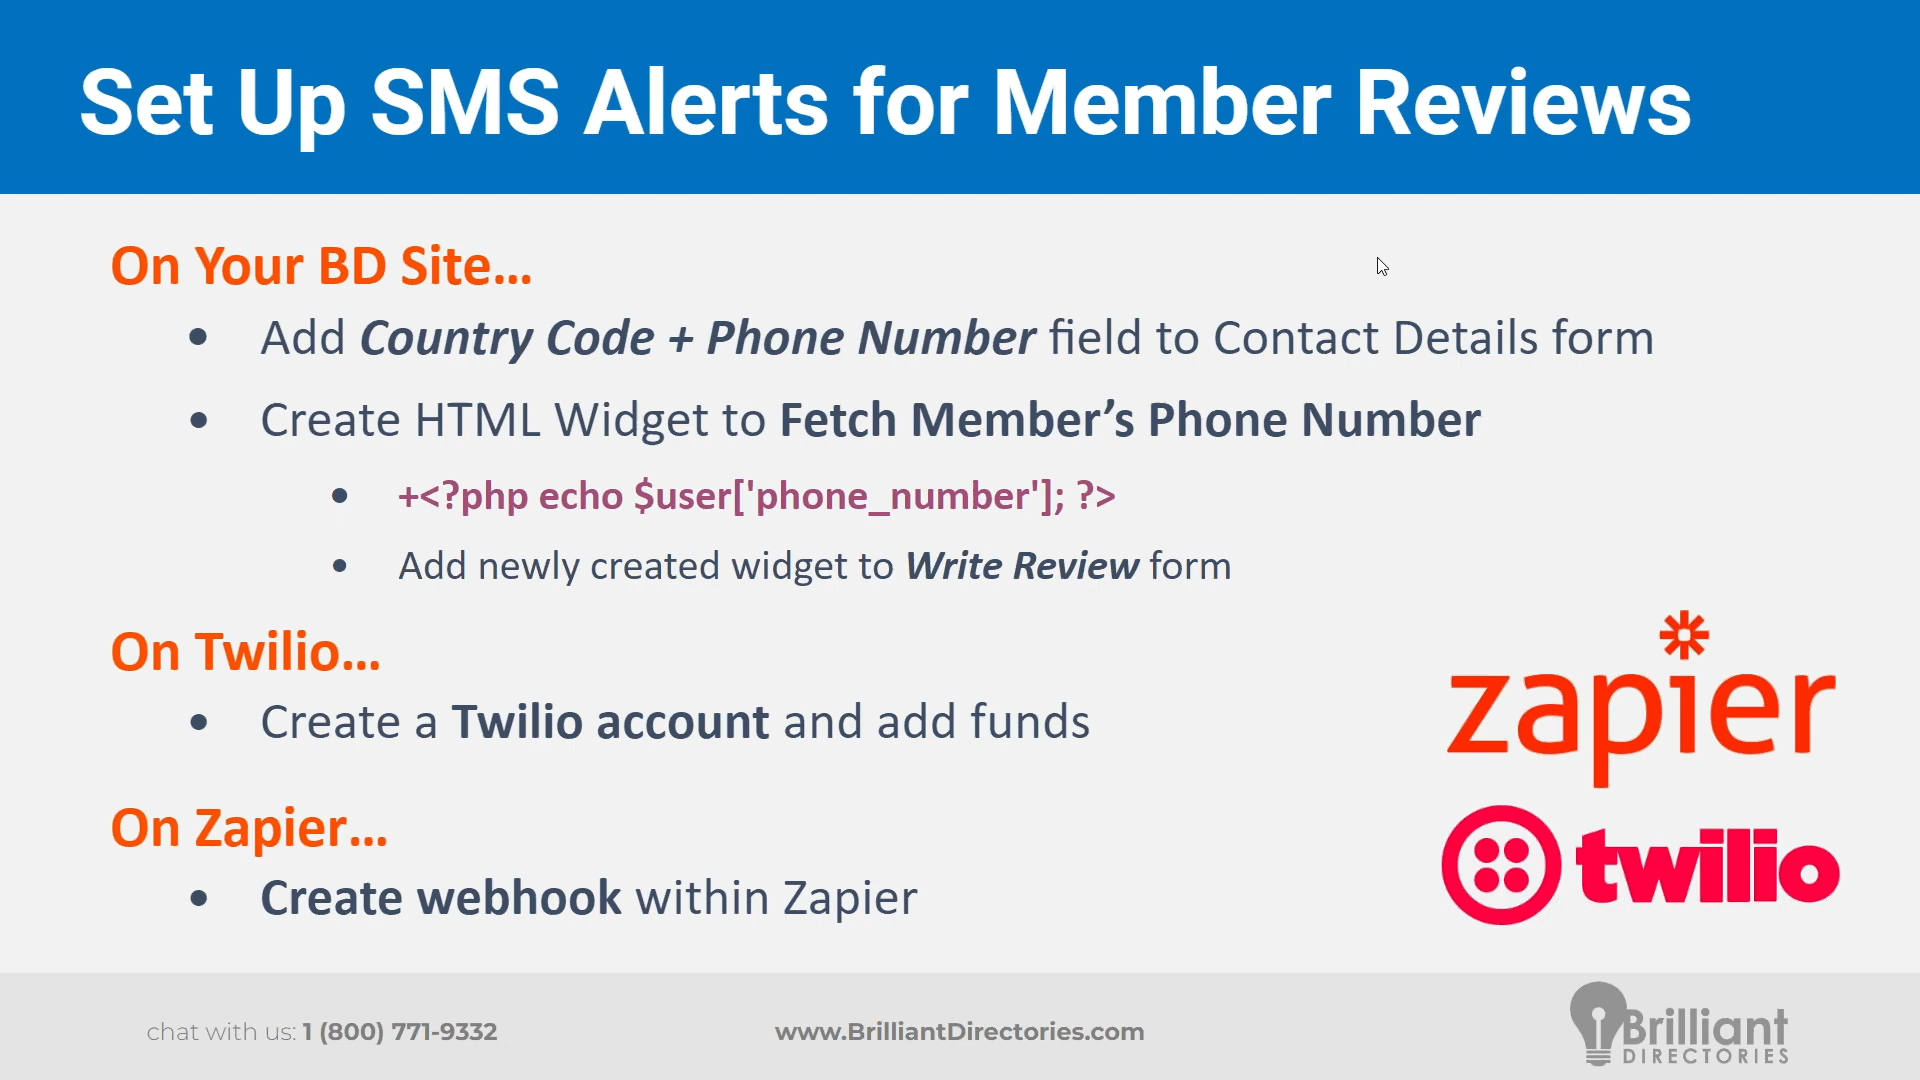 Set Up SMS Alerts for Member Reviews
On Your BD Site...
• Add Country Code + Phone Number field to Contact Details form
• Create HTML Widget to Fetch Member’s Phone Number
• +<?php echo $user['phone_number']; ?>
• Add newly created widget to Write Review form
On Twilio...
• Create a Twilio account and add funds
On Zapier...
• Create webhook within Zapier
zapier
twilio
chat with us: 1 (800) 771-9332
www.BrilliantDirectories.com
Brilliant
DIRECTORIES